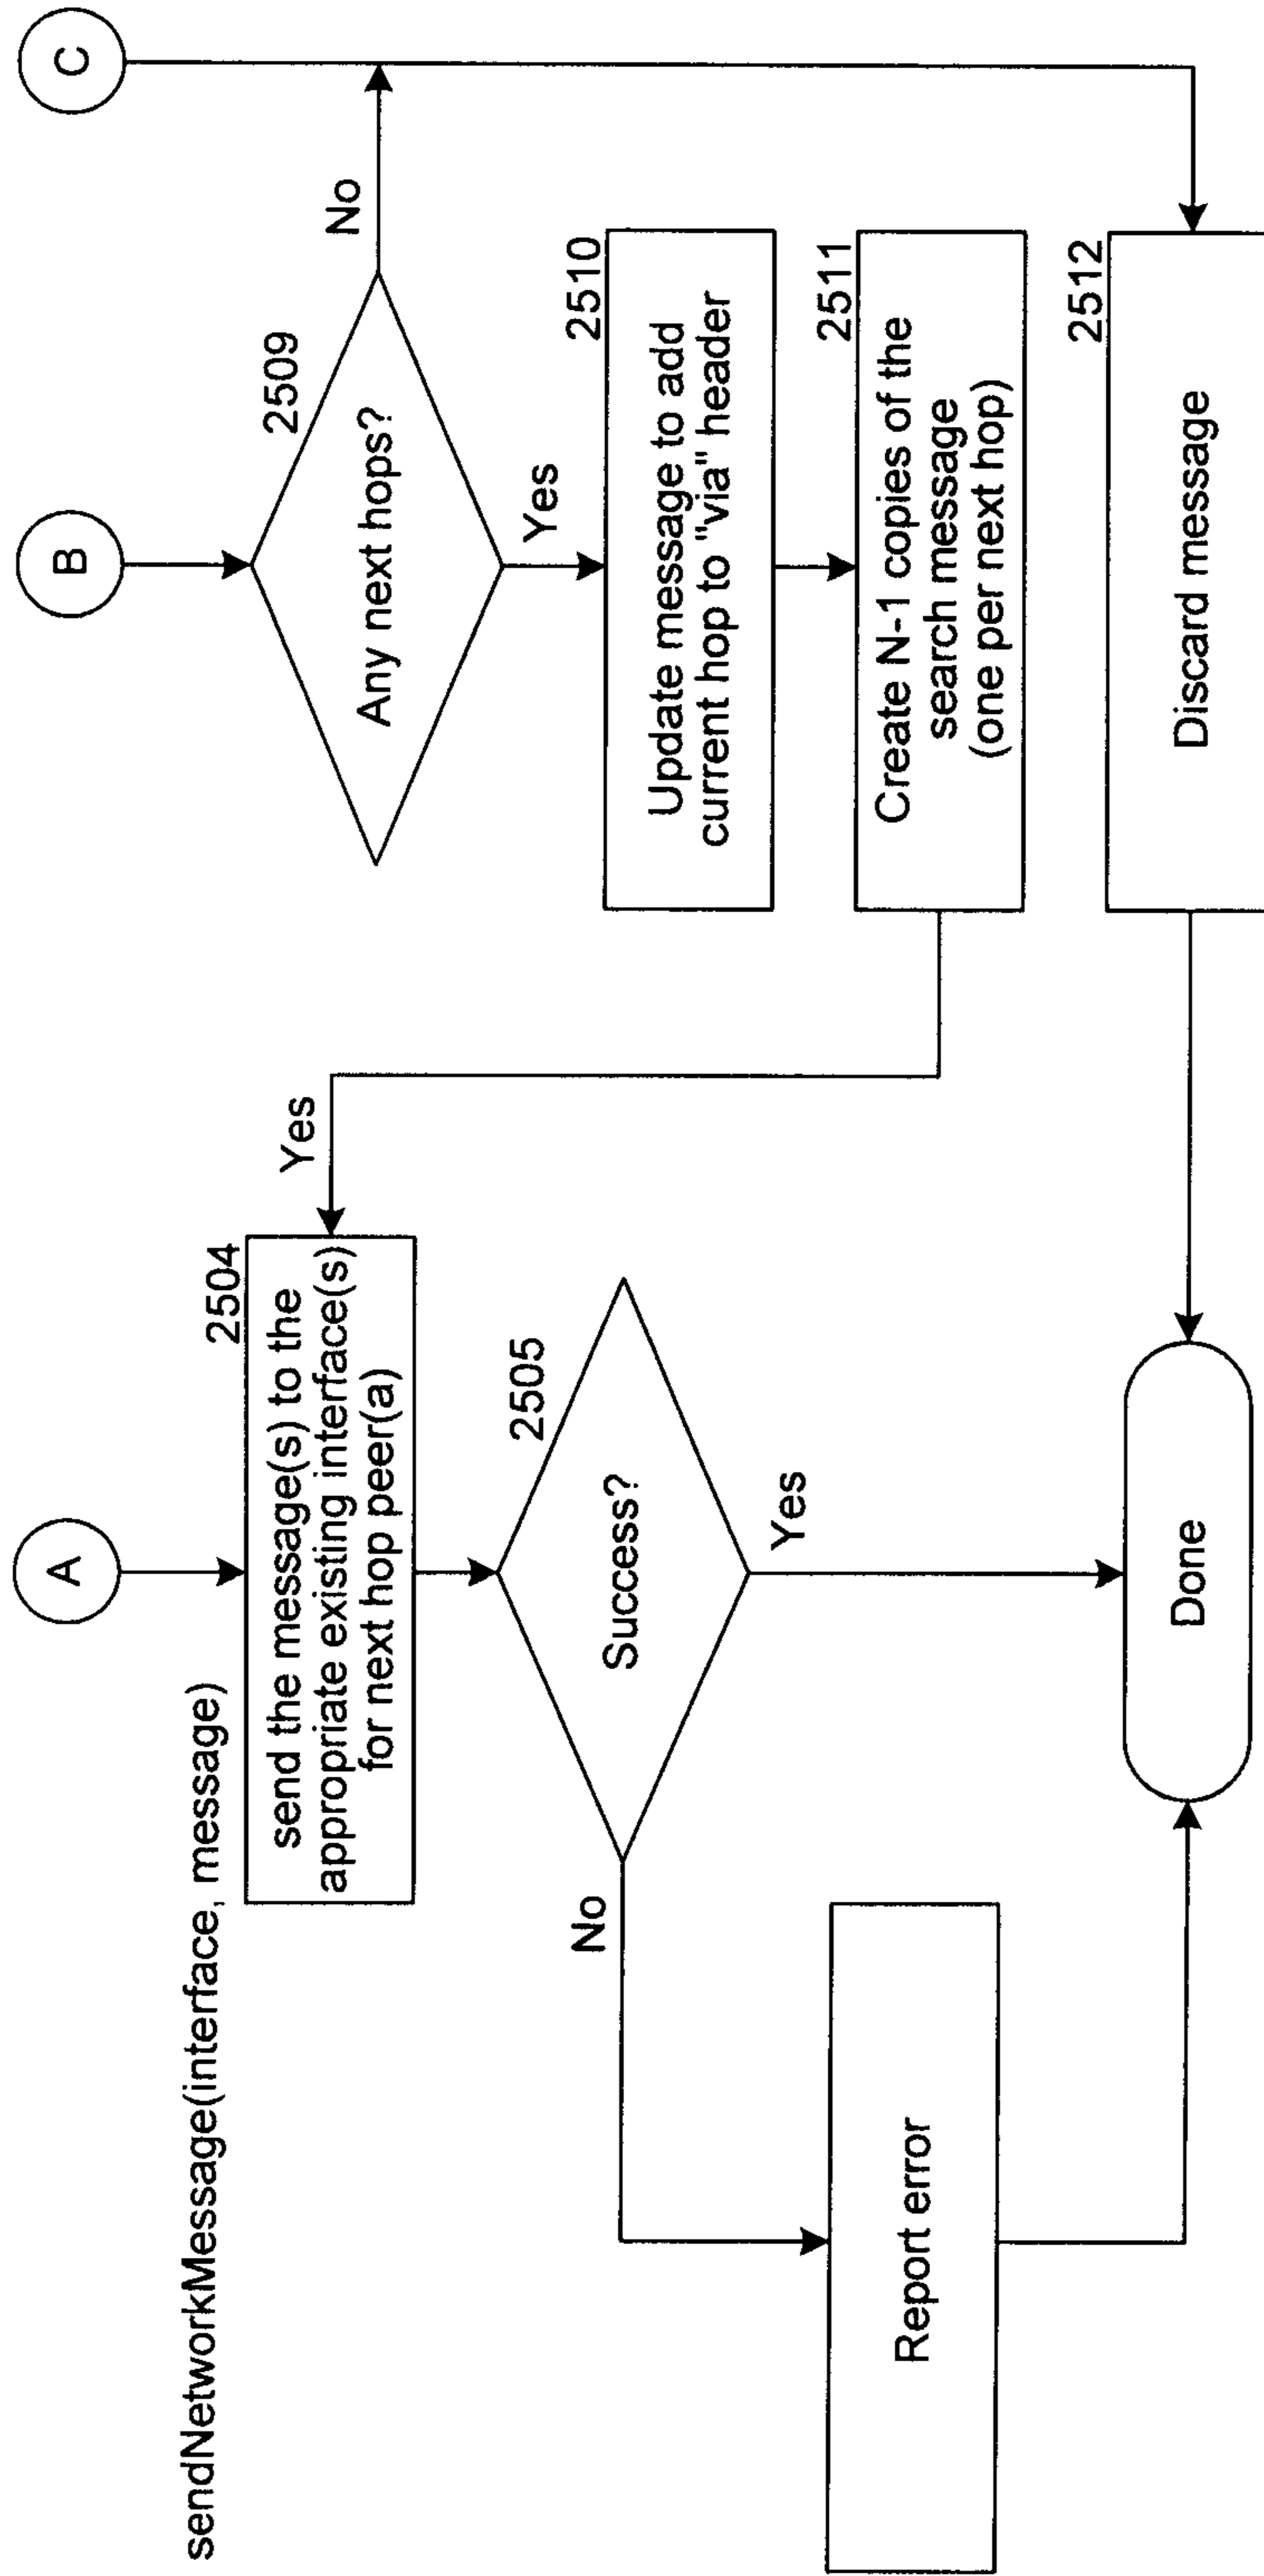 A
B
C
sendNetworkMessage(interface, message)
2504
send the message(s) to the
appropriate existing interface(s)
for next hop peer(a)
Yes
2505
Success?
No
Yes
Report error
Done
2509
Any next hops?
No
Yes
2510
Update message to add
current hop to "via" header
2511
Create N-1 copies of the
search message
(one per next hop)
2512
Discard message